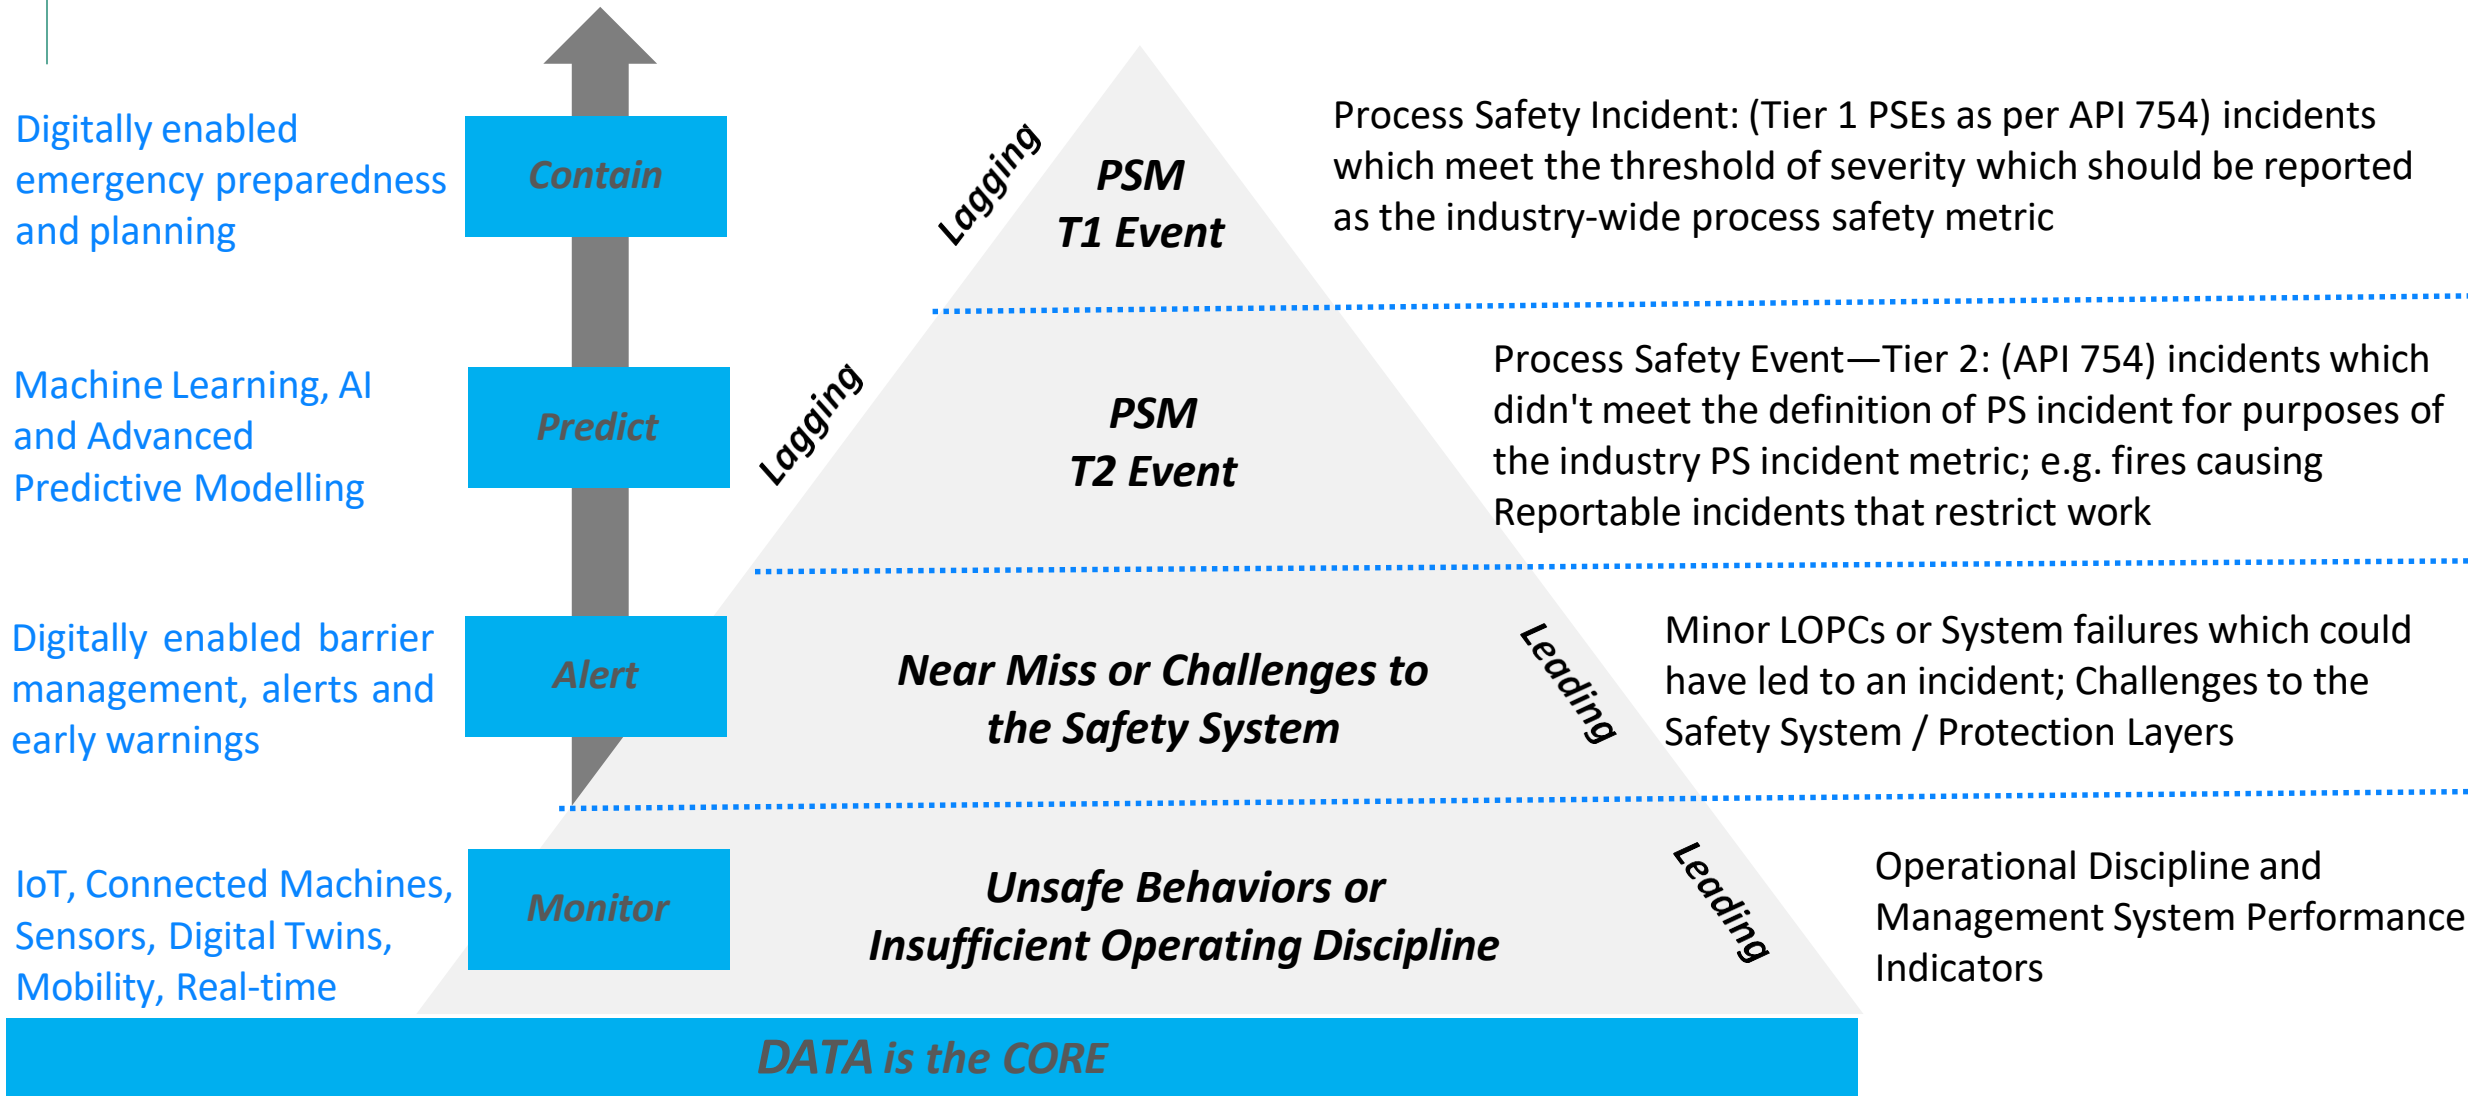 Digitally enabled
emergency preparedness
and planning
Contain
Lagging
PSM
T1 Event
Process Safety Incident: (Tier 1 PSEs as per API 754) incidents
which meet the threshold of severity which should be reported
as the industry-wide process safety metric
Machine Learning, AI
and Advanced
Predictive Modelling
Predict
Lagging
PSM
T2 Event
Process Safety Event—Tier 2: (API 754) incidents which
didn't meet the definition of PS incident for purposes of
the industry PS incident metric; e.g. fires causing
Reportable incidents that restrict work
Digitally enabled barrier
management, alerts and
early warnings
Alert
Near Miss or Challenges to
the Safety System
Leading
Minor LOPCs or System failures which could
have led to an incident; Challenges to the
Safety System / Protection Layers
IoT, Connected Machines,
Sensors, Digital Twins,
Mobility, Real-time
Monitor
Unsafe Behaviors or
Insufficient Operating Discipline
Leading
Operational Discipline and
Management System Performance
Indicators
DATA is the CORE